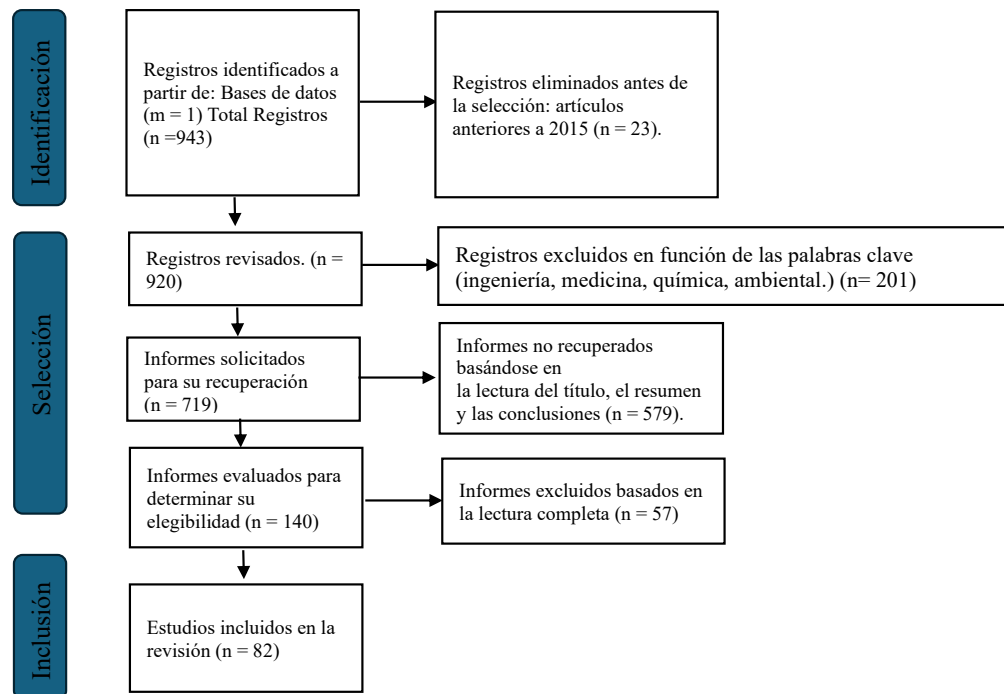 Identificación
Registros identificados a
partir de: Bases de datos
(m = 1) Total Registros
(n =943)
Registros eliminados antes de
la selección: artículos
anteriores a 2015 (n = 23).
Selección
Registros revisados. (n =
920)
Registros excluidos en función de las palabras clave
(ingeniería, medicina, química, ambiental.) (n= 201)
Informes solicitados
para su recuperación
(n = 719)
Informes no recuperados
basándose en
la lectura del título, el resumen
y las conclusiones (n = 579).
Informes evaluados para
determinar su
elegibilidad (n = 140)
Informes excluidos basados en
la lectura completa (n = 57)
Inclusión
Estudios incluidos en la
revisión (n = 82)